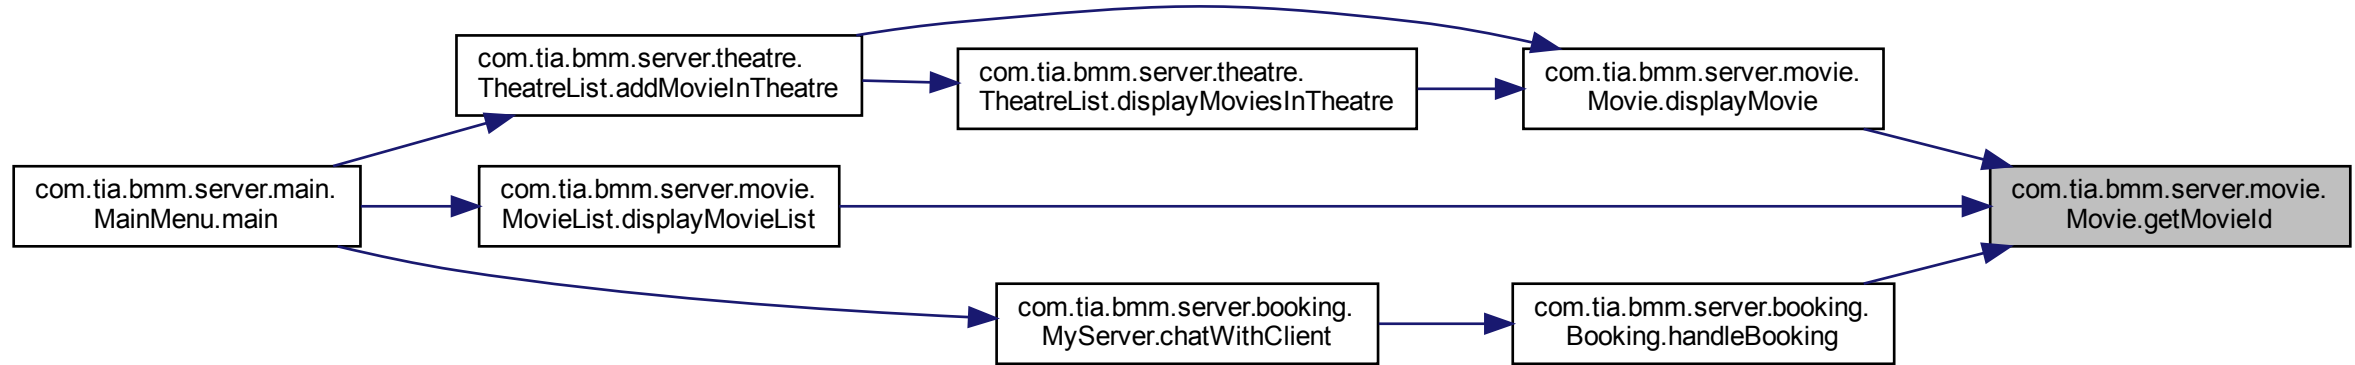 com.tia.bmm.server.theatre.
TheatreList.addMovieInTheatre
com.tia.bmm.server.theatre.
TheatreList.displayMoviesInTheatre
com.tia.bmm.server.movie.
Movie.displayMovie
com.tia.bmm.server.main.
MainMenu.main
com.tia.bmm.server.movie.
MovieList.displayMovieList
com.tia.bmm.server.movie.
Movie.getMovieId
com.tia.bmm.server.booking.
MyServer.chatWithClient
com.tia.bmm.server.booking.
Booking.handleBooking